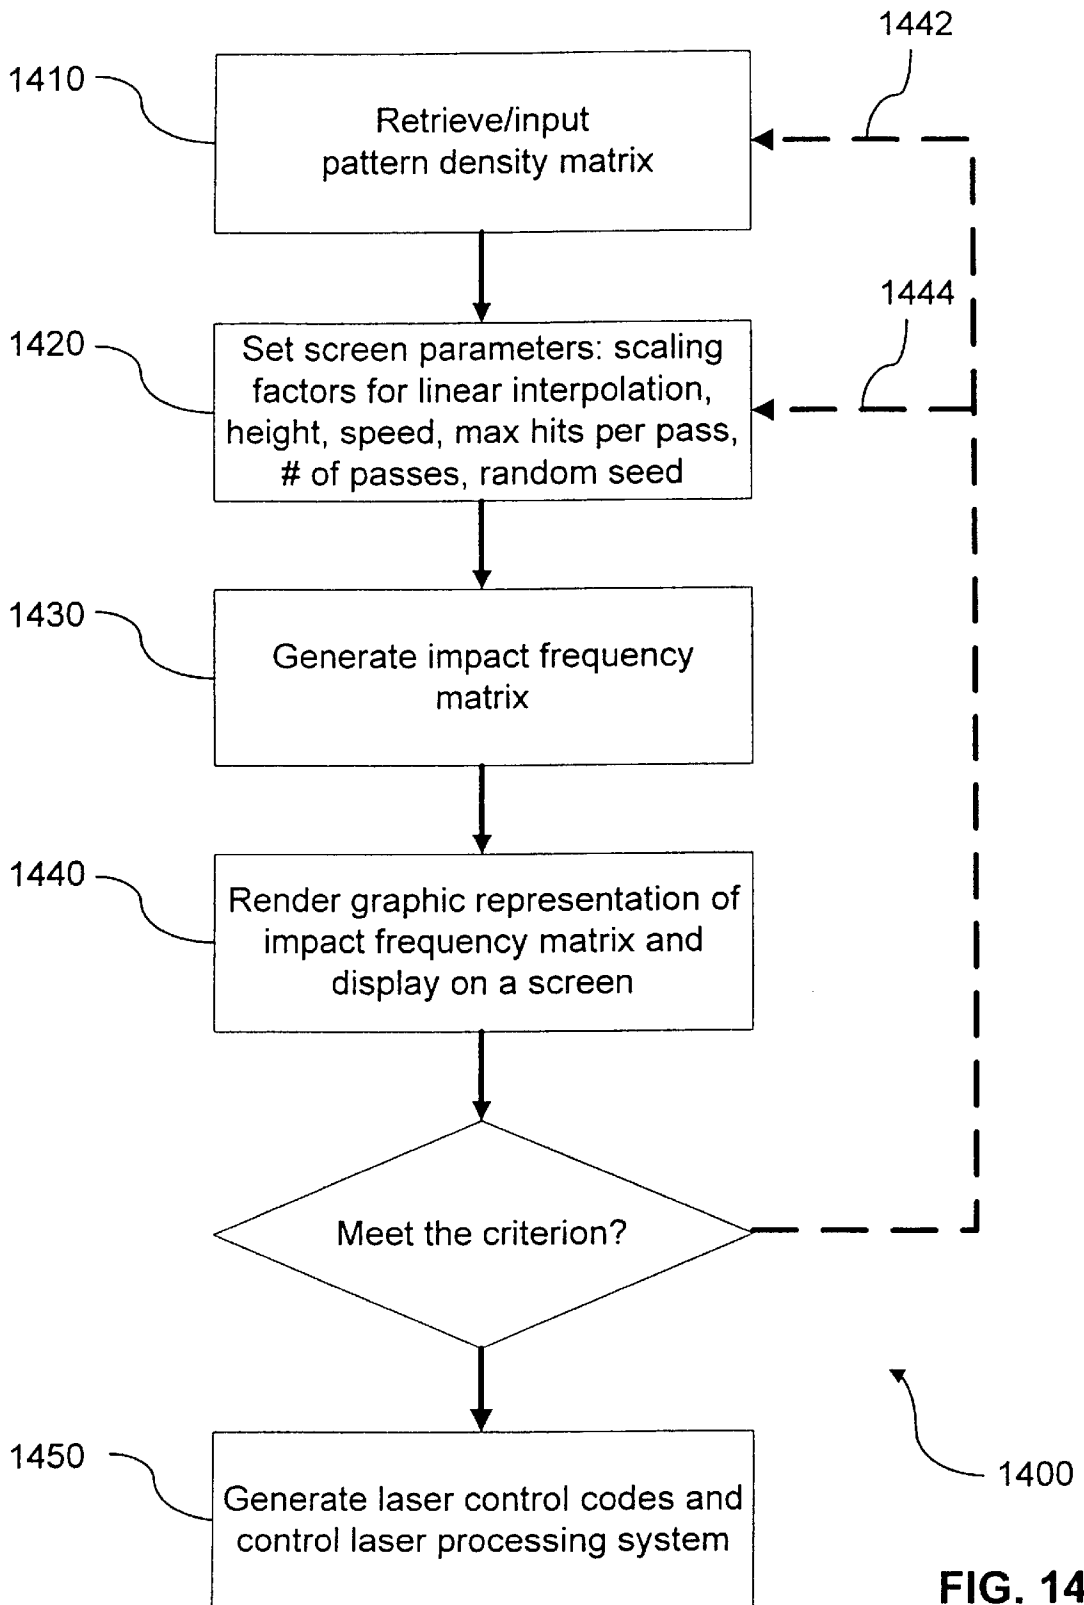 1442
1410
Retrieve/input
pattern density matrix
1444
1420
Set screen parameters: scaling
factors for linear interpolation,
height, speed, max hits per pass,
# of passes, random seed
1430
Generate impact frequency
matrix
1440
Render graphic representation of
impact frequency matrix and
display on a screen
Meet the criterion?
1450
Generate laser control codes and
control laser processing system
1400
FIG. 14